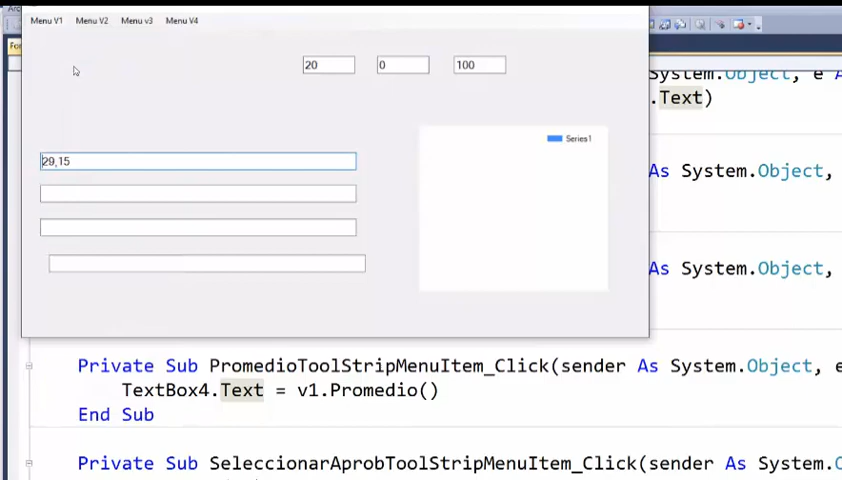 Menu V1 Menu V2 Menu v3 Menu V4
20 0 100
System.Object, e
.Text)
Series1
29,15
As System.Object,
As System.Object,
Private Sub PromedioToolStripMenuItem_Click(sender As System.Object, e
TextBox4.Text = v1.Promedio()
End Sub
Private Sub SeleccionarAprobToolStripMenuItem_Click(sender As System.O